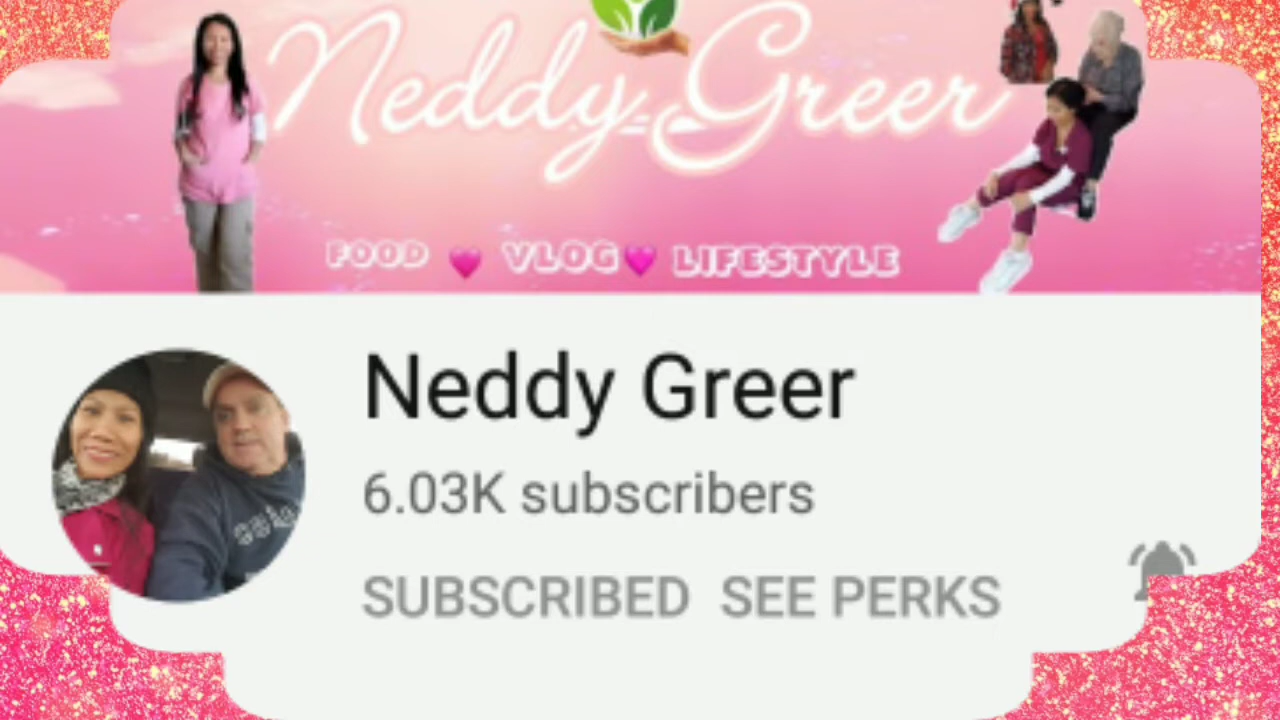 Neddy Greer
FOOD 💗 VLOG 💗 LIFESTYLE
Neddy Greer
6.03K subscribers
SUBSCRIBED SEE PERKS